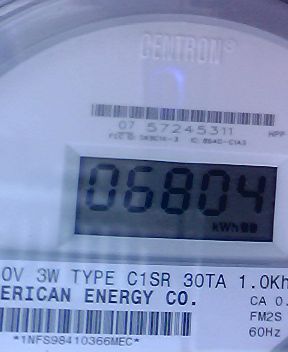 CENTRON®
07 57245311
HPP
06804
kWh
0V 3W TYPE C1SR 30TA 1.0Kh
ERICAN ENERGY CO.
CA 0.
FM2S
60Hz
*1NFS98410366MEC*